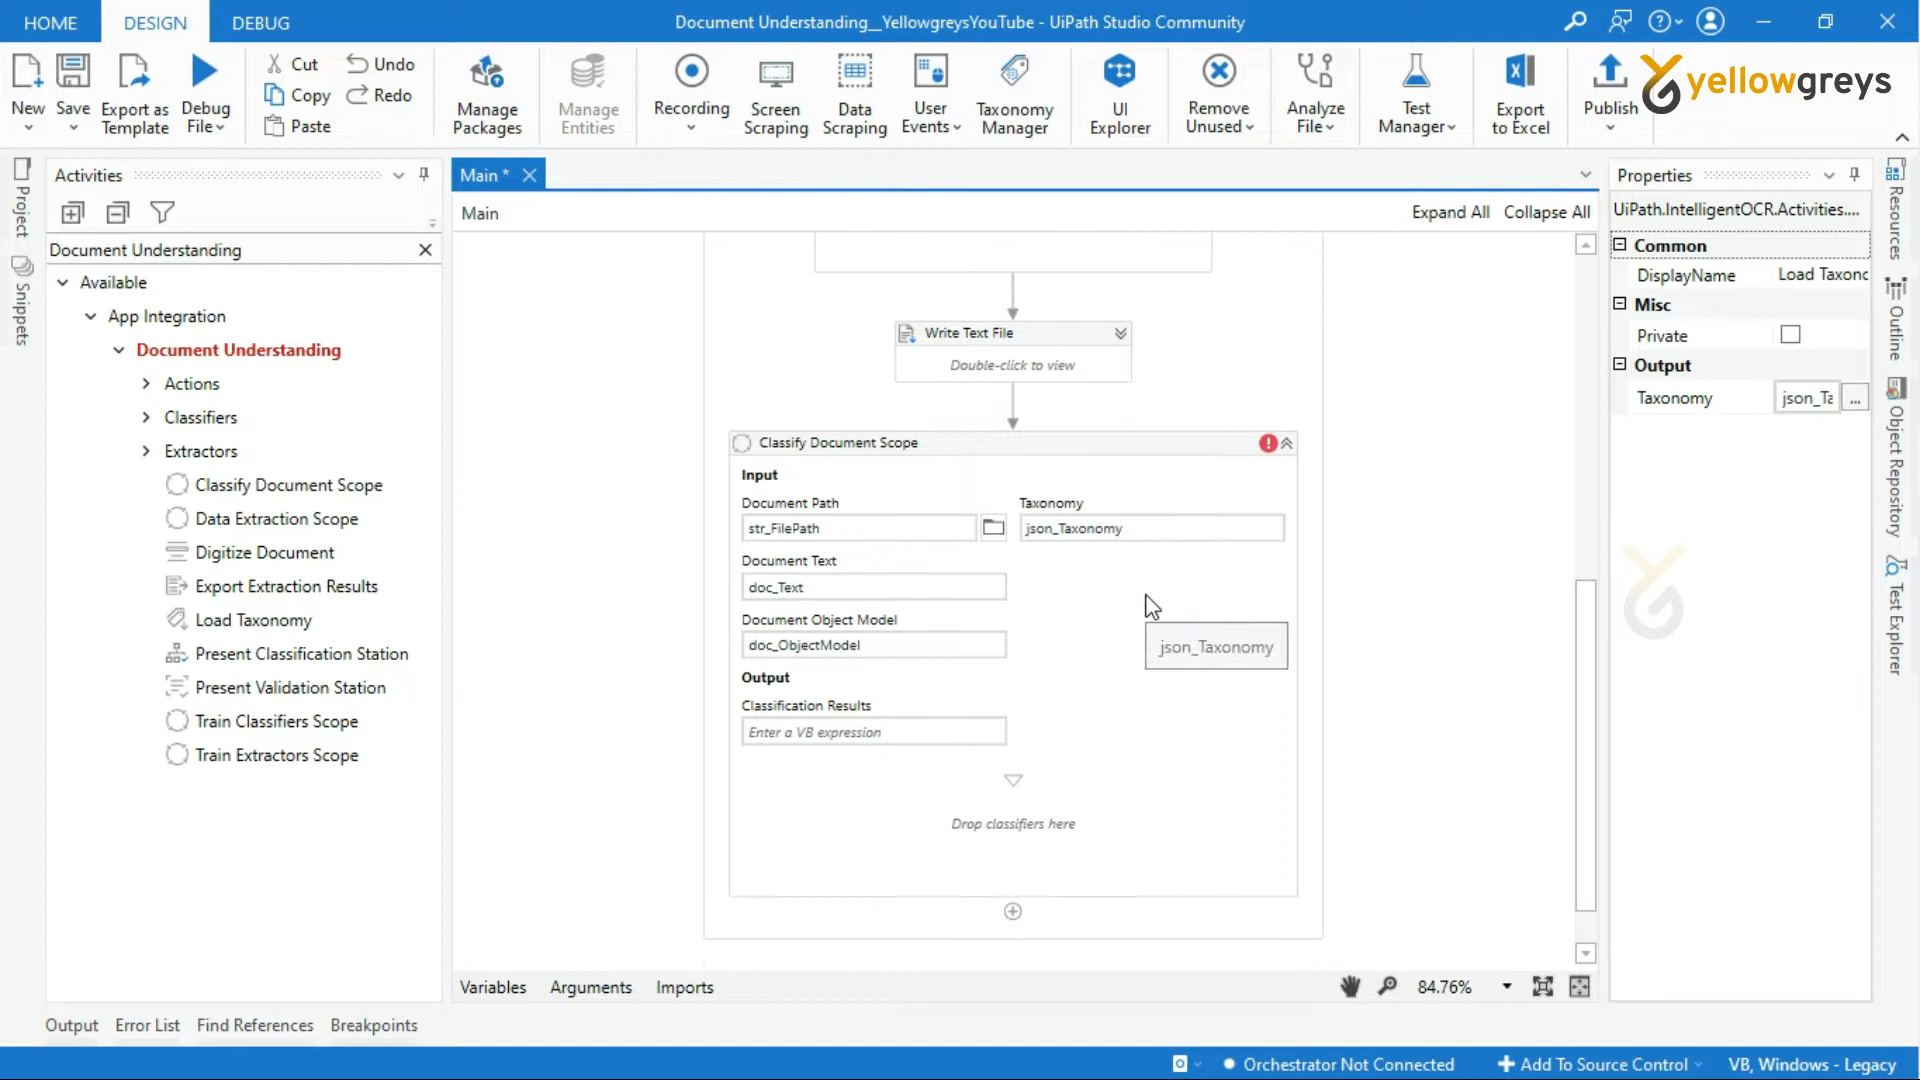 HOME DESIGN DEBUG
Document Understanding__YellowgreysYouTube - UiPath Studio Community
New
Save
Export as Template
Debug File
Cut
Copy
Paste
Undo
Redo
Manage Packages
Manage Entities
Recording
Screen Scraping
Data Scraping
User Events
Taxonomy Manager
UI Explorer
Remove Unused
Analyze File
Test Manager
Export to Excel
Publish
yellowgreys
Project
Snippets
Activities
Document Understanding
Available
App Integration
Document Understanding
Actions
Classifiers
Extractors
Classify Document Scope
Data Extraction Scope
Digitize Document
Export Extraction Results
Load Taxonomy
Present Classification Station
Present Validation Station
Train Classifiers Scope
Train Extractors Scope
Main *
Main
Expand All Collapse All
Write Text File
Double-click to view
Classify Document Scope
Input
Document Path
Taxonomy
str_FilePath
json_Taxonomy
Document Text
doc_Text
Document Object Model
doc_ObjectModel
json_Taxonomy
Output
Classification Results
Enter a VB expression
Drop classifiers here
Variables Arguments Imports
84.76%
Properties
UiPath.IntelligentOCR.Activities....
Common
DisplayName Load Taxonc
Misc
Private
Output
Taxonomy json_Ta ...
Resources
Outline
Object Repository
Test Explorer
Output Error List Find References Breakpoints
Orchestrator Not Connected
Add To Source Control
VB, Windows - Legacy